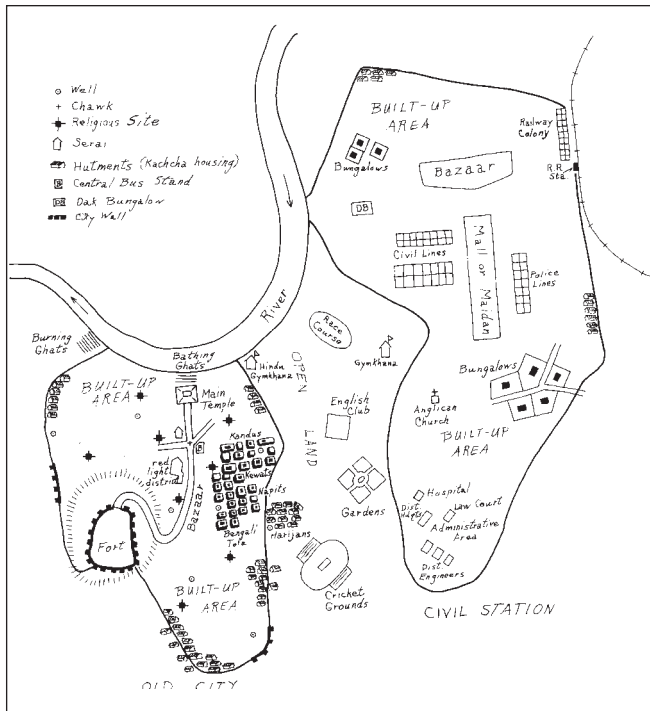 Well
Chawk
Religious Site
Serai
Hutments (Kachcha housing)
Central Bus Stand
DB
Dak Bungalow
City Wall
BUILT-UP
AREA
Railway
Colony
Bungalows
Bazaar
R.R
Sta.
DB
Civil Lines
Mall or Maidan
Police
Lines
River
Race
Course
Burning
Ghats
Bathing
Ghats
Hindu
Gymkhana
OPEN
LAND
Gymkhana
Bungalows
BUILT-UP
AREA
Main
Temple
English
Club
Anglican
Church
BUILT-UP
AREA
Kandus
red
light
district
Kewats
Napits
Bazaar
Gardens
Hospital
Law Court
Dist.
Hdqts
Administrative
Area
Bengali
Tola
Harijans
Fort
Dist.
Engineers
BUILT-UP
AREA
Cricket
Grounds
CIVIL STATION
OLD CITY